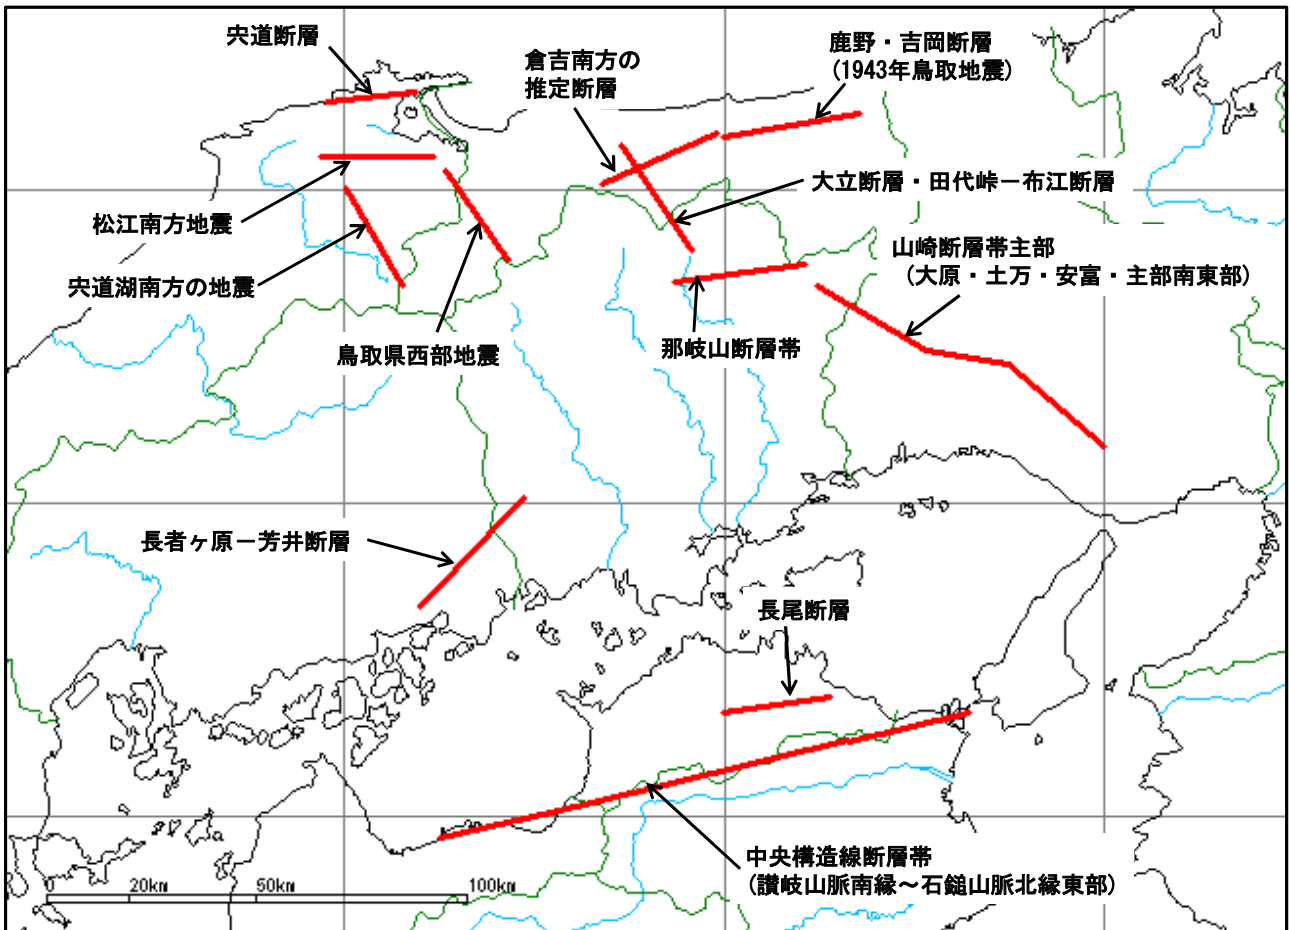 宍道断層
倉吉南方の
推定断層
鹿野・吉岡断層
(1943年鳥取地震)
大立断層・田代峠－布江断層
松江南方地震
山崎断層帯主部
(大原・土万・安富・主部南東部)
宍道湖南方の地震
鳥取県西部地震
那岐山断層帯
長者ヶ原－芳井断層
長尾断層
中央構造線断層帯
(讃岐山脈南縁～石鎚山脈北縁東部)
0 20km 50km 100km